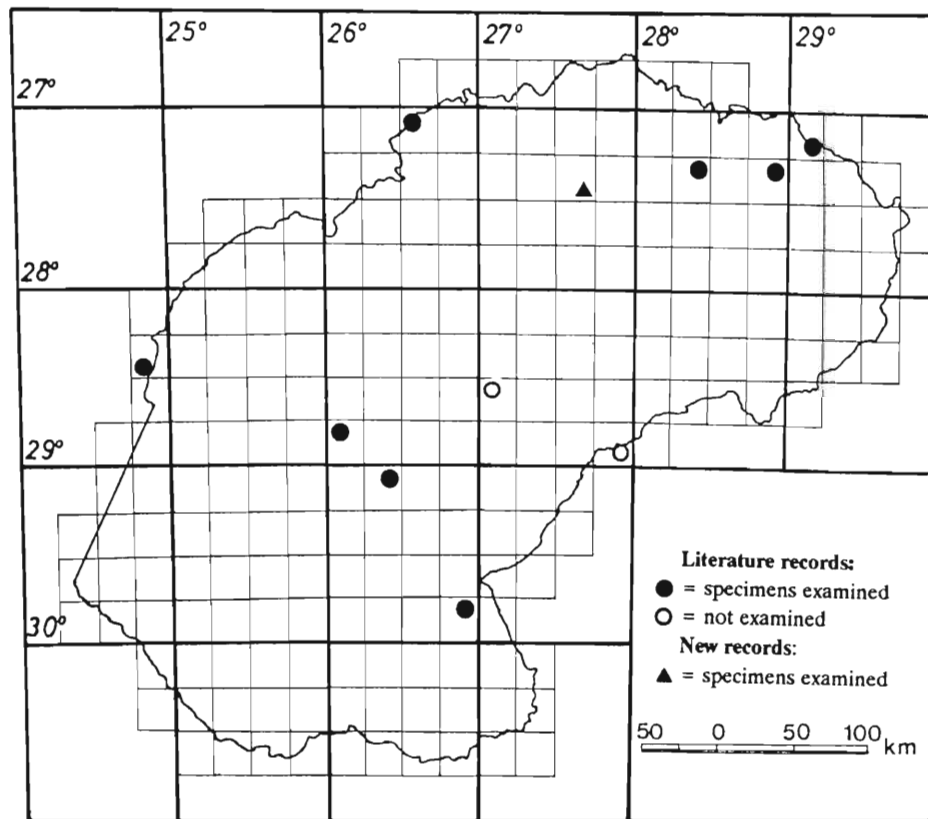 25° 26° 27° 28° 29°
27°
28°
29°
30°
Literature records:
● = specimens examined
○ = not examined
New records:
▲ = specimens examined
50 0 50 100 km